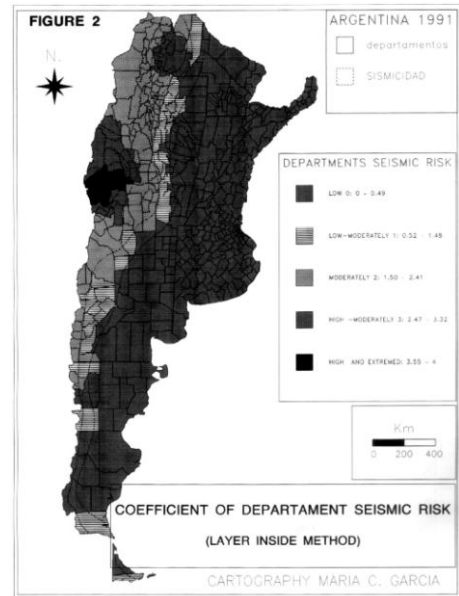 FIGURE 2
N.
ARGENTINA 1991
departamentos
SISMICIDAD
DEPARTMENTS SEISMIC RISK
LOW 0: 0 - 0.49
LOW-MODERATELY 1: 0.52 - 1.49
MODERATELY 2: 1.50 - 2.41
HIGH -MODERATELY 3: 2.47 - 3.32
HIGH AND EXTREMED: 3.55 - 4
Km
0 200 400
COEFFICIENT OF DEPARTAMENT SEISMIC RISK
(LAYER INSIDE METHOD)
CARTOGRAPHY MARIA C. GARCIA